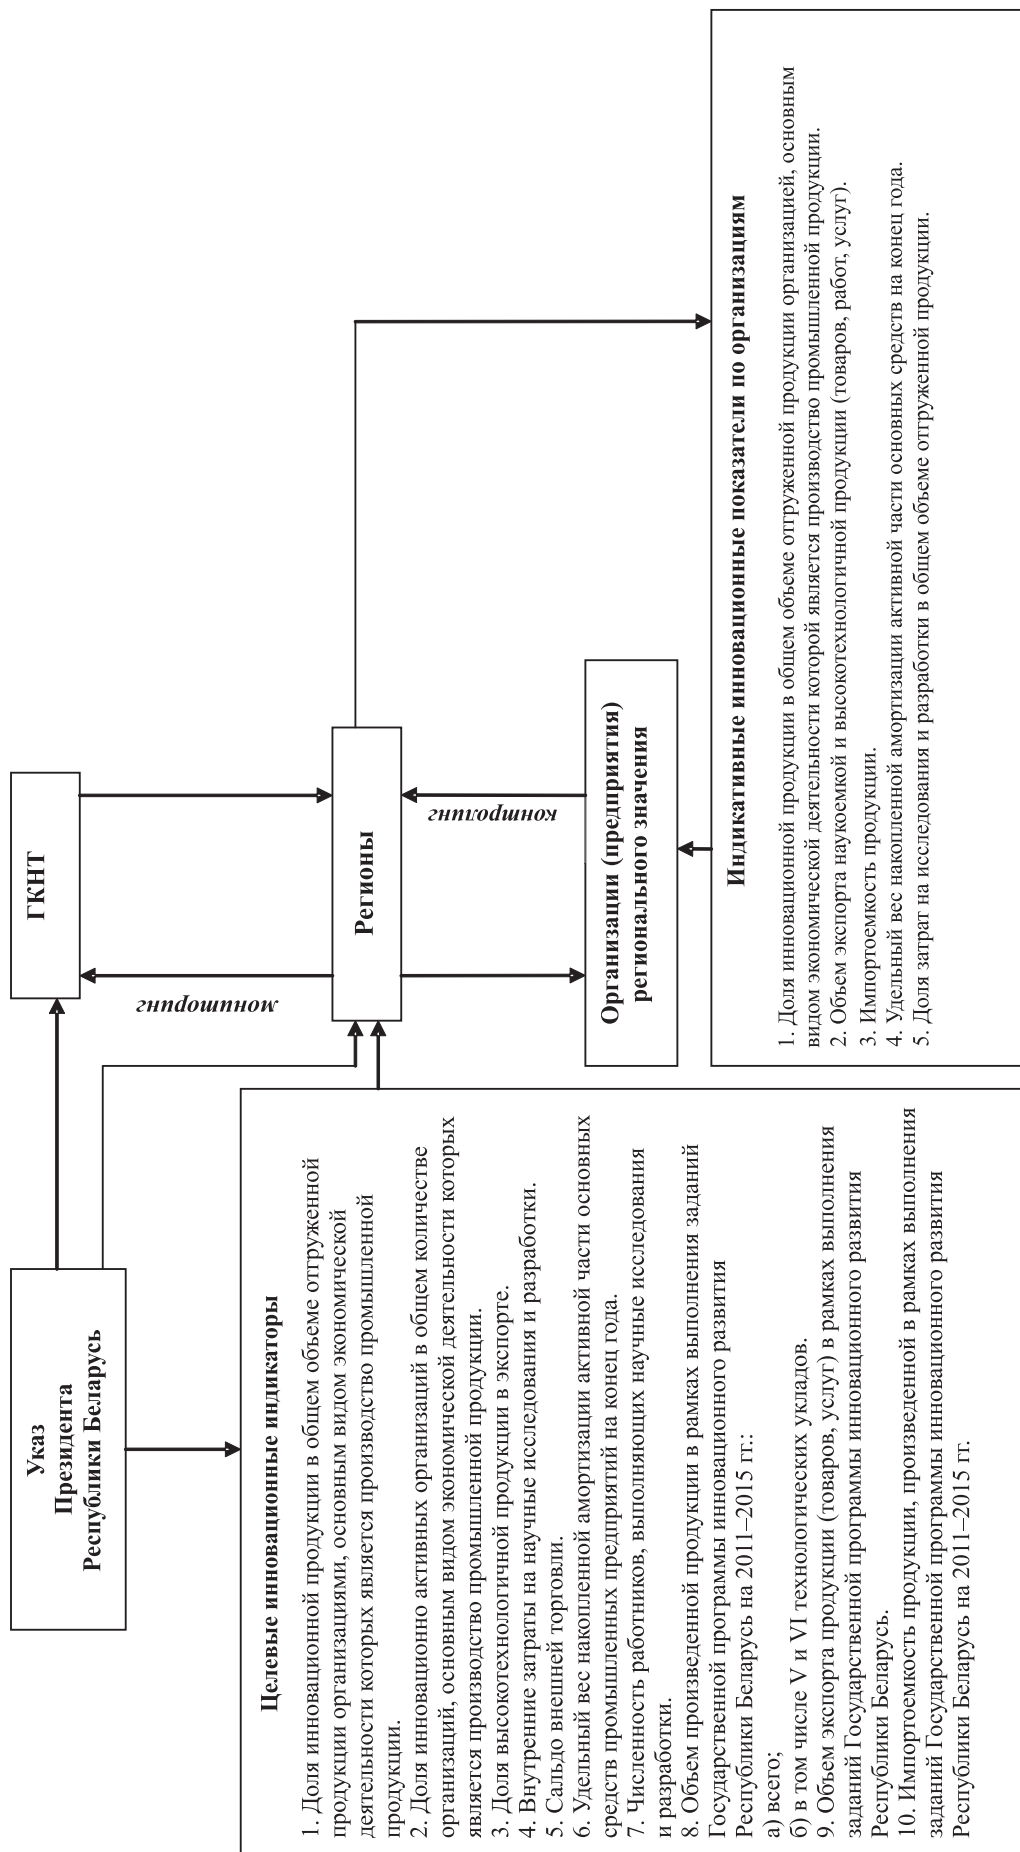 Указ
Президента
Республики Беларусь
ГКНТ
мониторинг
Регионы
контролинг
Организации (предприятия)
регионального значения
Целевые инновационные индикаторы
1. Доля инновационной продукции в общем объеме отгруженной
продукции организациями, основным видом экономической
деятельности которых является производство промышленной
продукции.
2. Доля инновационно активных организаций в общем количестве
организаций, основным видом экономической деятельности которых
является производство промышленной продукции.
3. Доля высокотехнологичной продукции в экспорте.
4. Внутренние затраты на научные исследования и разработки.
5. Сальдо внешней торговли.
6. Удельный вес накопленной амортизации активной части основных
средств промышленных предприятий на конец года.
7. Численность работников, выполняющих научные исследования
и разработки.
8. Объем произведенной продукции в рамках выполнения заданий
Государственной программы инновационного развития
Республики Беларусь на 2011–2015 гг.:
а) всего;
б) в том числе V и VI технологических укладов.
9. Объем экспорта продукции (товаров, услуг) в рамках выполнения
заданий Государственной программы инновационного развития
Республики Беларусь.
10. Импортоемкость продукции, произведенной в рамках выполнения
заданий Государственной программы инновационного развития
Республики Беларусь на 2011–2015 гг.
Индикативные инновационные показатели по организациям
1. Доля инновационной продукции в общем объеме отгруженной продукции организацией, основным
видом экономической деятельности которой является производство промышленной продукции.
2. Объем экспорта наукоемкой и высокотехнологичной продукции (товаров, работ, услуг).
3. Импортоемкость продукции.
4. Удельный вес накопленной амортизации активной части основных средств на конец года.
5. Доля затрат на исследования и разработки в общем объеме отгруженной продукции.